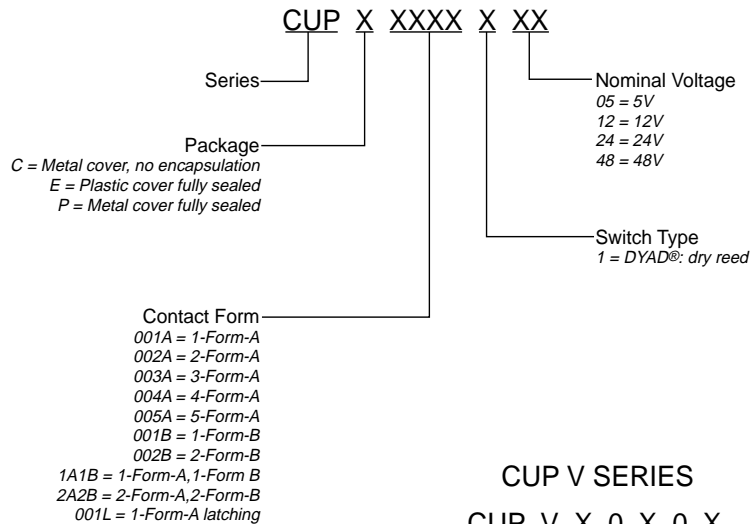 CUP X XXXX X XX
Series
Nominal Voltage
05 = 5V
12 = 12V
24 = 24V
48 = 48V
Package
C = Metal cover, no encapsulation
E = Plastic cover fully sealed
P = Metal cover fully sealed
Switch Type
1 = DYAD®: dry reed
Contact Form
001A = 1-Form-A
002A = 2-Form-A
003A = 3-Form-A
004A = 4-Form-A
005A = 5-Form-A
001B = 1-Form-B
002B = 2-Form-B
1A1B = 1-Form-A,1-Form B
2A2B = 2-Form-A,2-Form-B
001L = 1-Form-A latching
CUP V SERIES
CUP V X 0 X 0 X